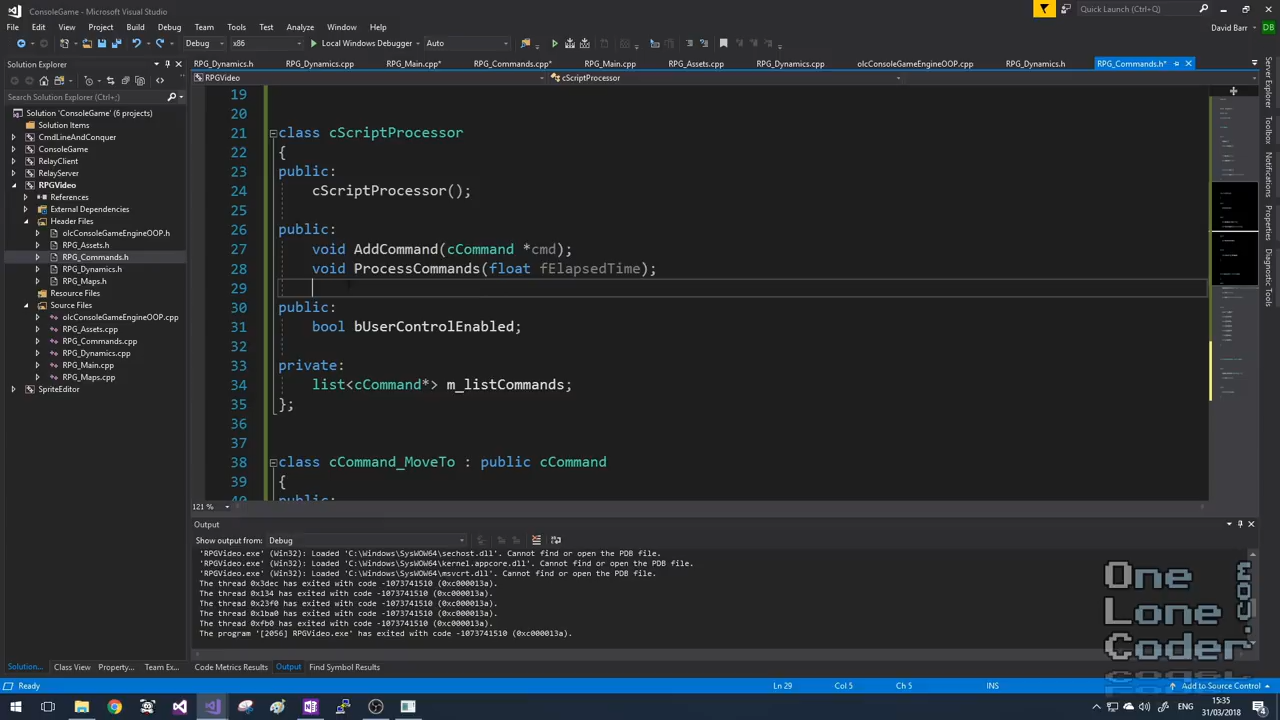 ConsoleGame - Microsoft Visual Studio
Quick Launch (Ctrl+Q)
File Edit View Project Build Debug Team Tools Test Analyze Window Help
David Barr DB
Debug x86 Local Windows Debugger Auto
Solution Explorer
RPG_Dynamics.h RPG_Dynamics.cpp RPG_Main.cpp* RPG_Commands.cpp* RPG_Main.cpp RPG_Assets.cpp RPG_Dynamics.cpp olcConsoleGameEngineOOP.cpp RPG_Dynamics.h RPG_Commands.h*
RPGVideo cScriptProcessor
Search Solution Explorer (Ctrl+;)
Solution 'ConsoleGame' (6 projects)
Solution Items
CmdLineAndConquer
ConsoleGame
RelayClient
RelayServer
RPGVideo
References
External Dependencies
Header Files
olcConsoleGameEngineOOP.h
RPG_Assets.h
RPG_Commands.h
RPG_Dynamics.h
RPG_Maps.h
Resource Files
Source Files
olcConsoleGameEngineOOP.cpp
RPG_Assets.cpp
RPG_Commands.cpp
RPG_Dynamics.cpp
RPG_Main.cpp
RPG_Maps.cpp
SpriteEditor
19
20
21 class cScriptProcessor
22 {
23 public:
24 cScriptProcessor();
25
26 public:
27 void AddCommand(cCommand *cmd);
28 void ProcessCommands(float fElapsedTime);
29
30 public:
31 bool bUserControlEnabled;
32
33 private:
34 list<cCommand*> m_listCommands;
35 };
36
37
38 class cCommand_MoveTo : public cCommand
39 {
40 public:
121 %
Server Explorer
Toolbox
Notifications
Properties
Diagnostic Tools
Output
Show output from: Debug
'RPGVideo.exe' (Win32): Loaded 'C:\Windows\SysWOW64\sechost.dll'. Cannot find or open the PDB file.
'RPGVideo.exe' (Win32): Loaded 'C:\Windows\SysWOW64\kernel.appcore.dll'. Cannot find or open the PDB file.
'RPGVideo.exe' (Win32): Loaded 'C:\Windows\SysWOW64\msvcrt.dll'. Cannot find or open the PDB file.
The thread 0x3dec has exited with code -1073741510 (0xc000013a).
The thread 0x134 has exited with code -1073741510 (0xc000013a).
The thread 0x23f0 has exited with code -1073741510 (0xc000013a).
The thread 0x1ba0 has exited with code -1073741510 (0xc000013a).
The thread 0xfb0 has exited with code -1073741510 (0xc000013a).
The program '[2056] RPGVideo.exe' has exited with code -1073741510 (0xc000013a).
One
Lone
Coder
.com
Solution... Class View Property... Team Ex... Code Metrics Results Output Find Symbol Results
Ready Ln 29 Col 5 Ch 5 INS Add to Source Control
ENG
15:35
31/03/2018